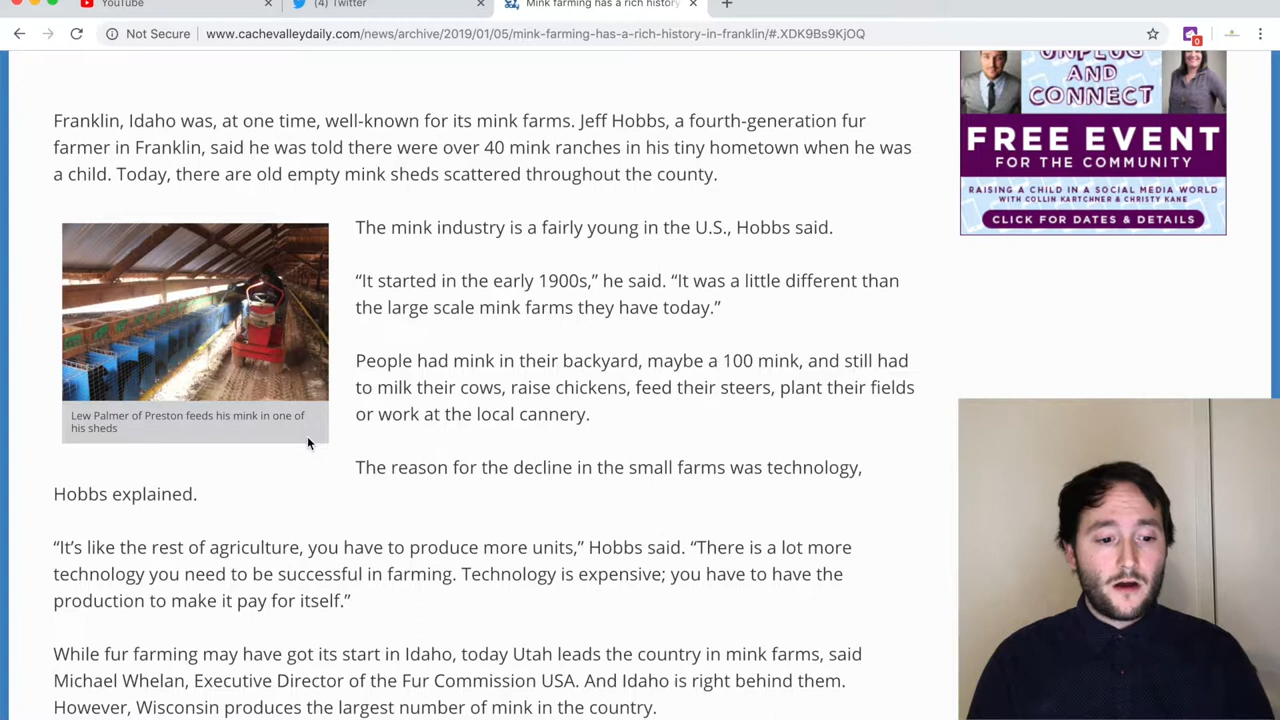 YouTube
(4) Twitter
Mink farming has a rich history
Not Secure
www.cachevalleydaily.com/news/archive/2019/01/05/mink-farming-has-a-rich-history-in-franklin/#.XDK9Bs9KjOQ
0
UNPLUG
AND
CONNECT
FREE EVENT
FOR THE COMMUNITY
RAISING A CHILD IN A SOCIAL MEDIA WORLD
WITH COLLIN KARTCHNER & CHRISTY KANE
CLICK FOR DATES & DETAILS
Franklin, Idaho was, at one time, well-known for its mink farms. Jeff Hobbs, a fourth-generation fur
farmer in Franklin, said he was told there were over 40 mink ranches in his tiny hometown when he was
a child. Today, there are old empty mink sheds scattered throughout the county.
The mink industry is a fairly young in the U.S., Hobbs said.
“It started in the early 1900s,” he said. “It was a little different than
the large scale mink farms they have today.”
People had mink in their backyard, maybe a 100 mink, and still had
to milk their cows, raise chickens, feed their steers, plant their fields
or work at the local cannery.
Lew Palmer of Preston feeds his mink in one of
his sheds
The reason for the decline in the small farms was technology,
Hobbs explained.
“It’s like the rest of agriculture, you have to produce more units,” Hobbs said. “There is a lot more
technology you need to be successful in farming. Technology is expensive; you have to have the
production to make it pay for itself.”
While fur farming may have got its start in Idaho, today Utah leads the country in mink farms, said
Michael Whelan, Executive Director of the Fur Commission USA. And Idaho is right behind them.
However, Wisconsin produces the largest number of mink in the country.